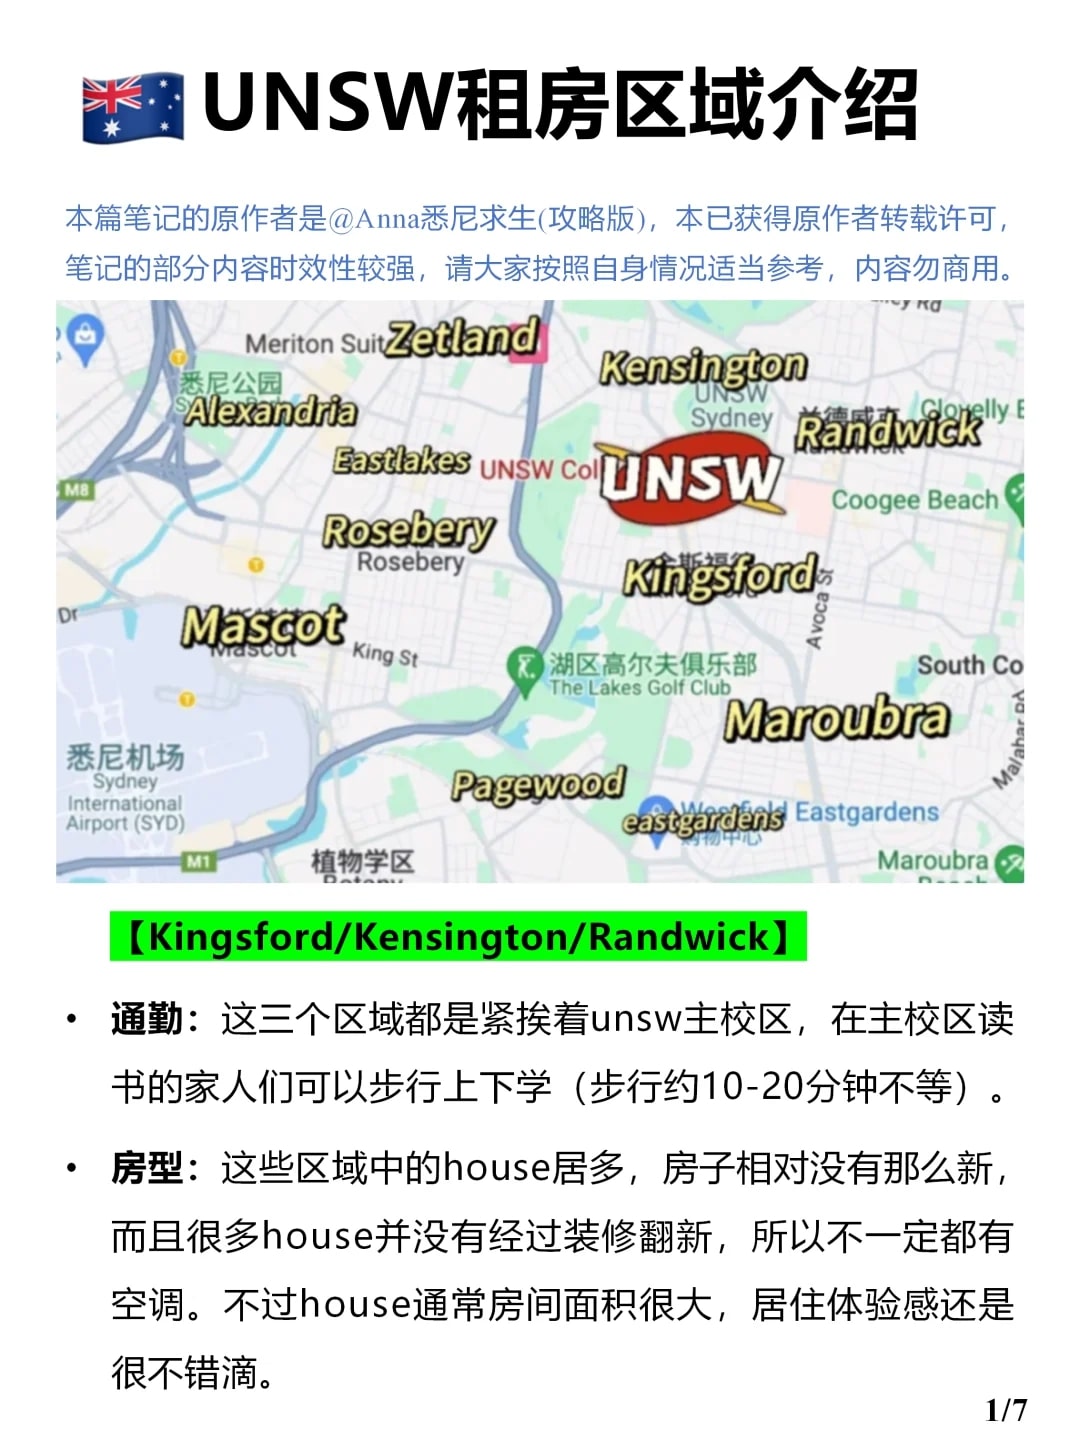 UNSW租房区域介绍
本篇笔记的原作者是@Anna悉尼求生(攻略版)，本已获得原作者转载许可，
笔记的部分内容时效性较强，请大家按照自身情况适当参考，内容勿商用。
Meriton Suit
Zetland
Kensington
悉尼公园
UNSW
Sydney
Alexandria
Clovelly B
Randwick
Eastlakes
UNSW Col
UNSW
M8
Coogee Beach
Rosebery
Rosebery
Kingsford
Avoca St
Dr
Mascot
Mascot
King St
湖区高尔夫俱乐部
The Lakes Golf Club
South Co
Maroubra
悉尼机场
Sydney
International
Airport (SYD)
Pagewood
Westfield Eastgardens
eastgardens
购物中心
M1
植物学区
Botany
Maroubra
Beach
【Kingsford/Kensington/Randwick】
• 通勤：这三个区域都是紧挨着unsw主校区，在主校区读
书的家人们可以步行上下学（步行约10-20分钟不等）。
• 房型：这些区域中的house居多，房子相对没有那么新，
而且很多house并没有经过装修翻新，所以不一定都有
空调。不过house通常房间面积很大，居住体验感还是
很不错滴。
1/7